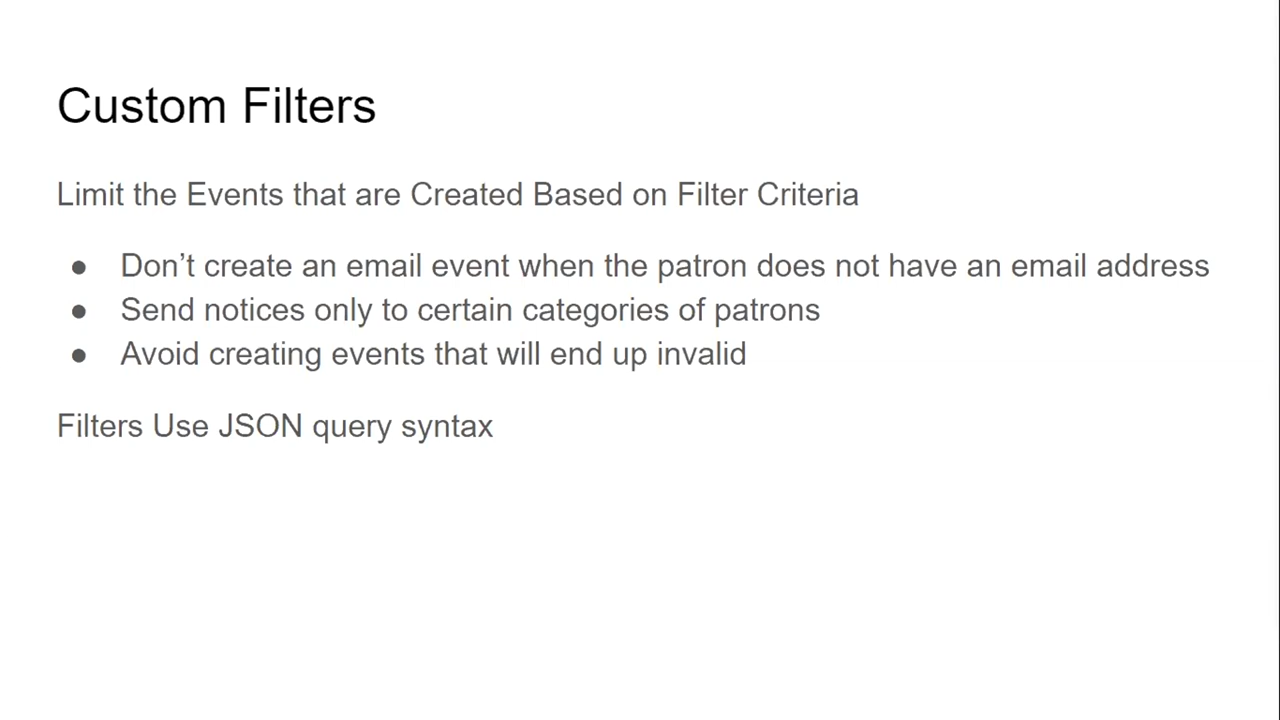 Custom Filters
Limit the Events that are Created Based on Filter Criteria
● Don’t create an email event when the patron does not have an email address
● Send notices only to certain categories of patrons
● Avoid creating events that will end up invalid
Filters Use JSON query syntax